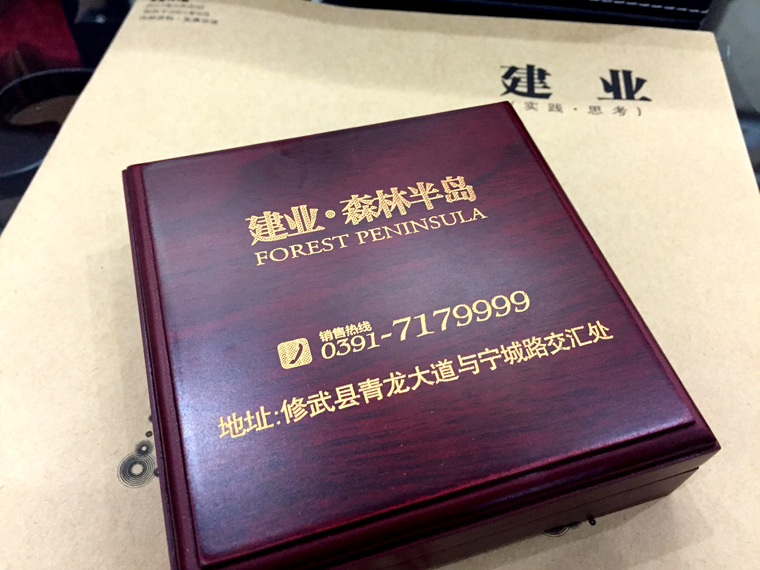 建业
(实践·思考)
建业·森林半岛
FOREST PENINSULA
销售热线
0391-7179999
地址:修武县青龙大道与宁城路交汇处